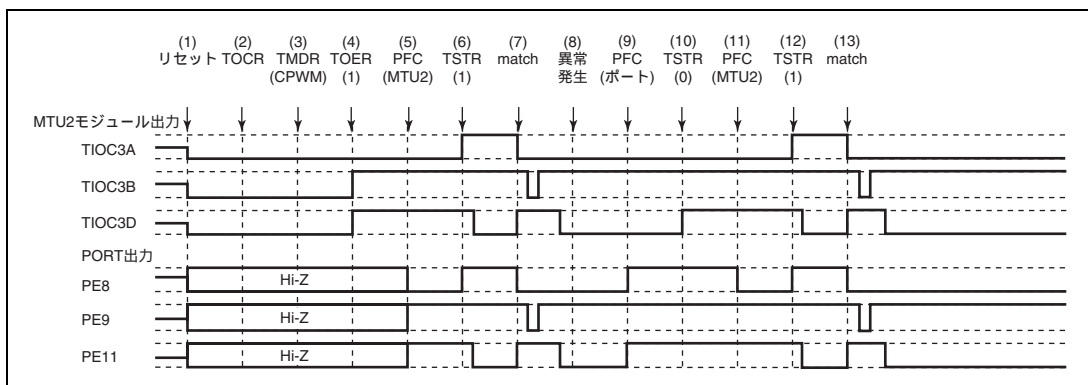 (1) (2) (3) (4) (5) (6) (7) (8) (9) (10) (11) (12) (13)
リセット TOCR TMDR TOER PFC TSTR match 異常 PFC TSTR PFC TSTR match
(CPWM) (1) (MTU2) (1) 発生 (ポート) (0) (MTU2) (1)
MTU2モジュール出力
TIOC3A
TIOC3B
TIOC3D
PORT出力
PE8 Hi-Z
PE9 Hi-Z
PE11 Hi-Z